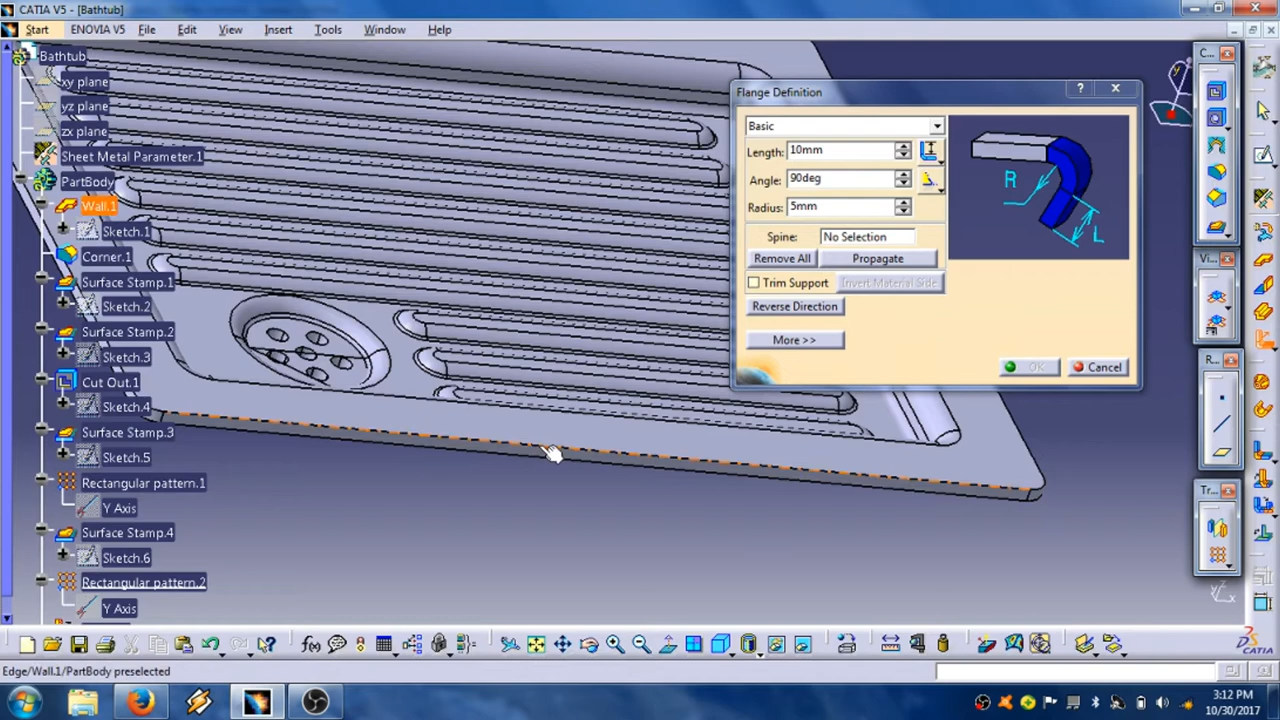 CATIA V5 - [Bathtub]
Start ENOVIA V5 File Edit View Insert Tools Window Help
Bathtub
xy plane
yz plane
zx plane
Sheet Metal Parameter.1
PartBody
Wall.1
Sketch.1
Corner.1
Surface Stamp.1
Sketch.2
Surface Stamp.2
Sketch.3
Cut Out.1
Sketch.4
Surface Stamp.3
Sketch.5
Rectangular pattern.1
Y Axis
Surface Stamp.4
Sketch.6
Rectangular pattern.2
Y Axis
Flange Definition
?
Basic
Length: 10mm
Angle: 90deg
Radius: 5mm
Spine: No Selection
Remove All Propagate
Trim Support Invert Material Side
Reverse Direction
More >>
OK Cancel
R
L
C...
Vi...
R...
Tr...
f(x)
CATIA
Edge/Wall.1/PartBody preselected
3:12 PM
10/30/2017